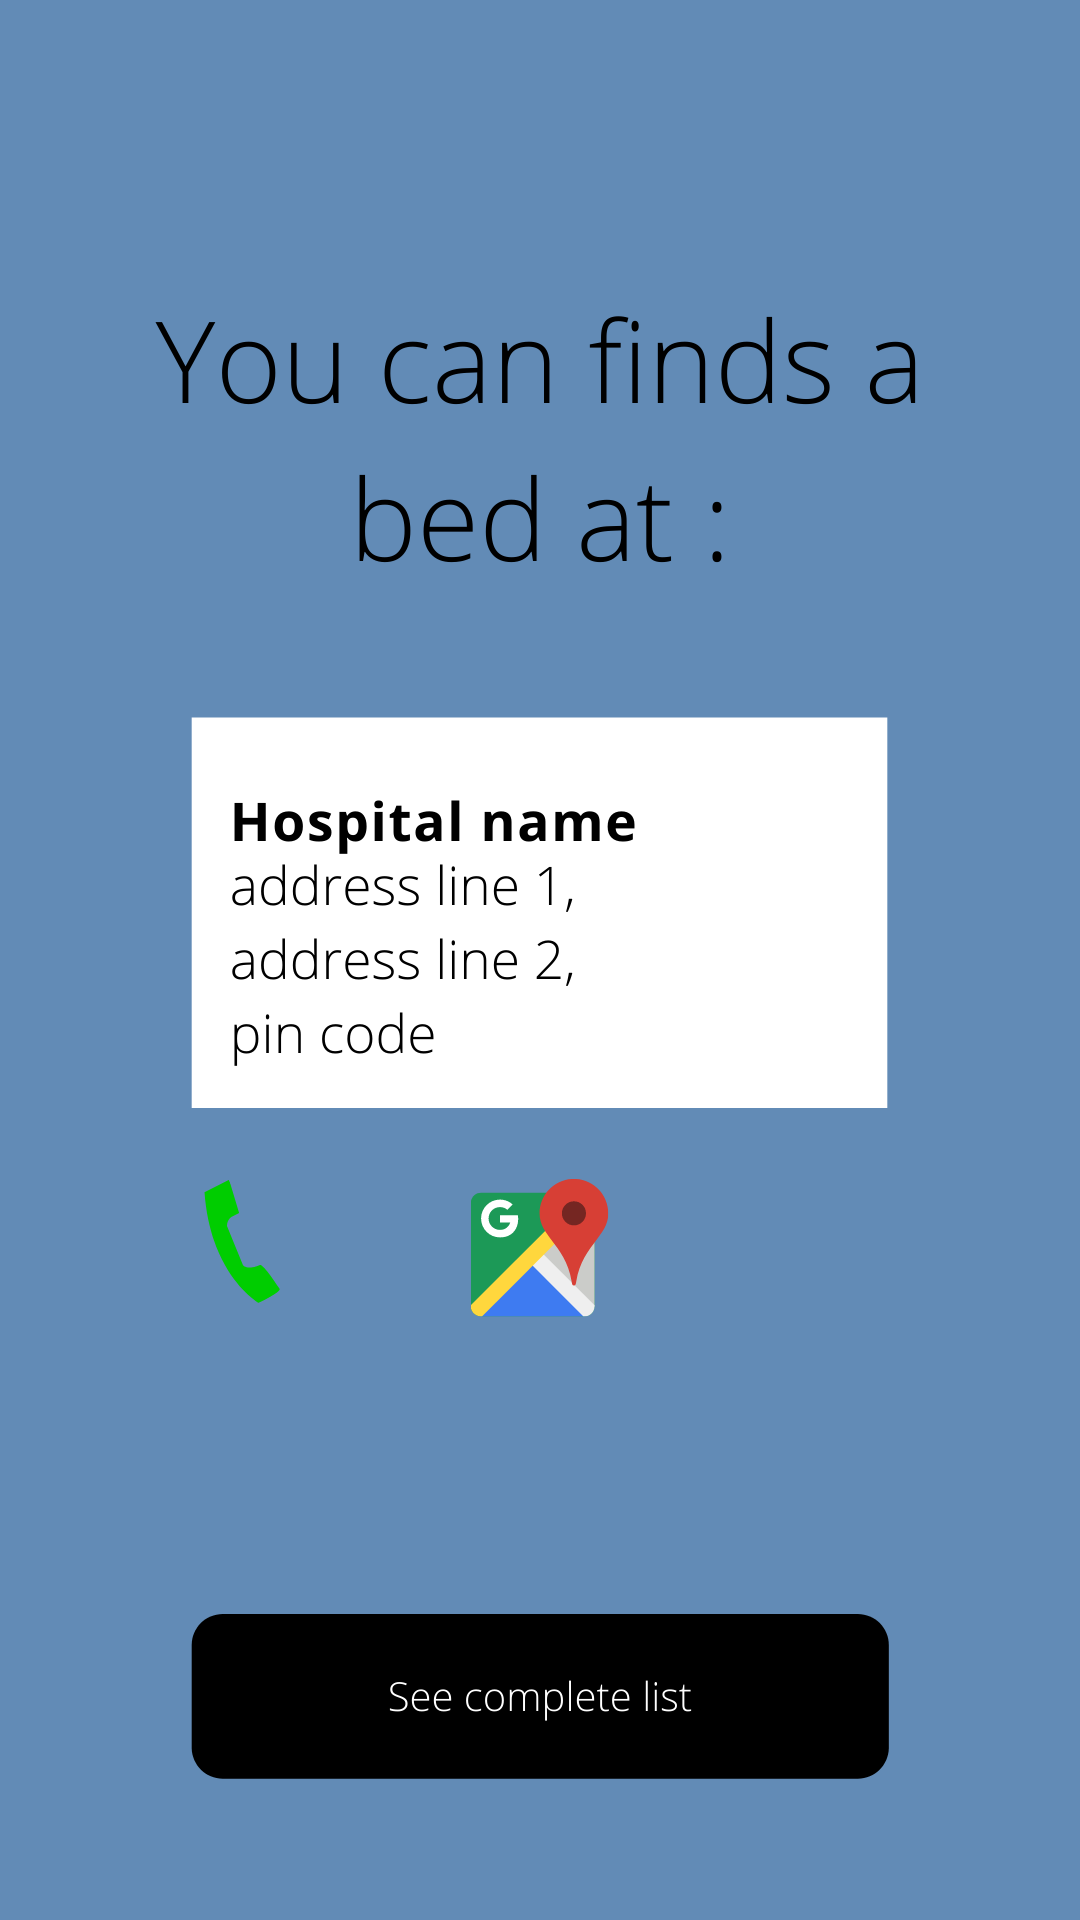 You can finds a
bed at :
Hospital name
address line 1,
address line 2,
pin code
G
See complete list